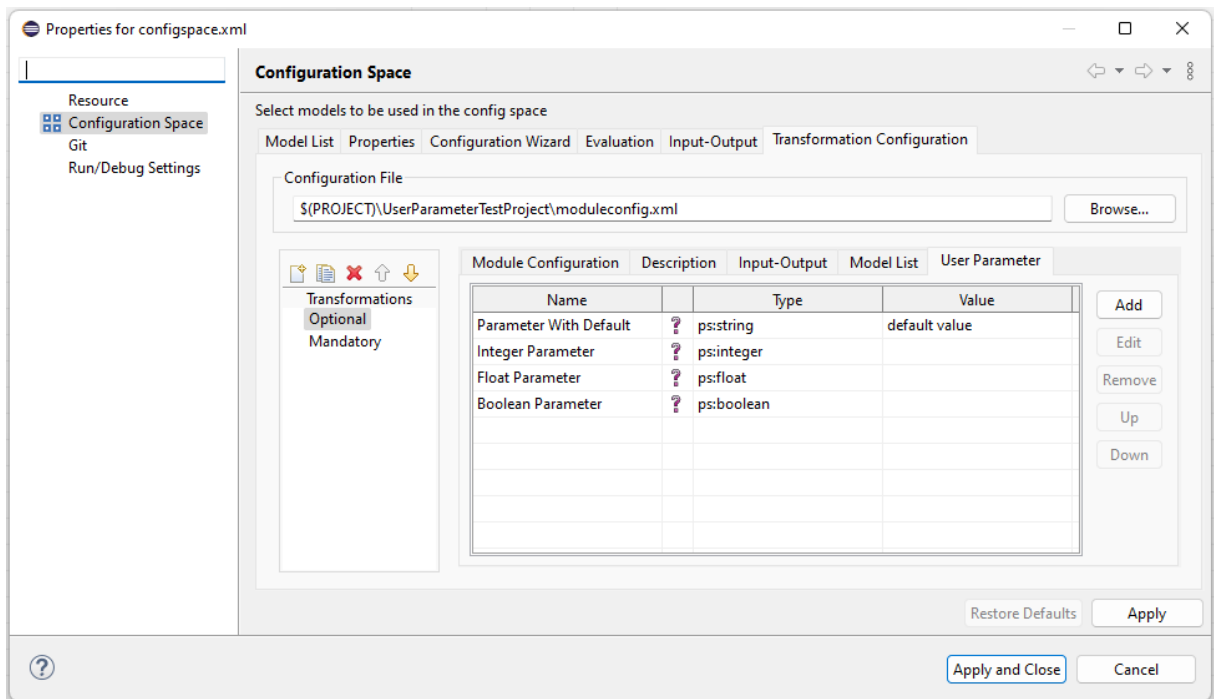 Properties for configspace.xml
Resource
Configuration Space
Git
Run/Debug Settings
Configuration Space
Select models to be used in the config space
Model List Properties Configuration Wizard Evaluation Input-Output Transformation Configuration
Configuration File
$(PROJECT)\UserParameterTestProject\moduleconfig.xml
Browse...
Transformations
Optional
Mandatory
Module Configuration Description Input-Output Model List User Parameter
Name Type Value
Parameter With Default ? ps:string default value
Integer Parameter ? ps:integer
Float Parameter ? ps:float
Boolean Parameter ? ps:boolean
Add
Edit
Remove
Up
Down
Restore Defaults Apply
? Apply and Close Cancel